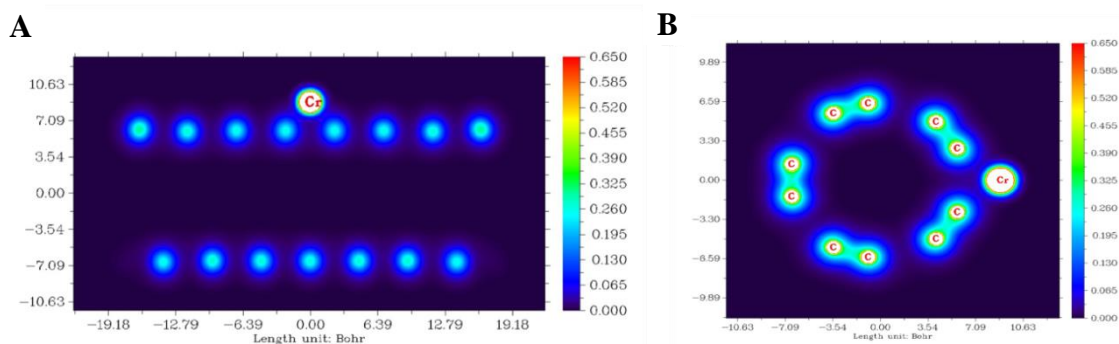 A
B
10.63
7.09
3.54
0.00
−3.54
−7.09
−10.63
−19.18 −12.79 −6.39 0.00 6.39 12.79 19.18
Length unit: Bohr
Cr
0.650
0.585
0.520
0.455
0.390
0.325
0.260
0.195
0.130
0.065
0.000
9.89
6.59
3.30
0.00
−3.30
−6.59
−9.89
−10.63 −7.09 −3.54 0.00 3.54 7.09 10.63
Length unit: Bohr
C
C
C
C
C
C
Cr
C
C
C
C
0.650
0.585
0.520
0.455
0.390
0.325
0.260
0.195
0.130
0.065
0.000